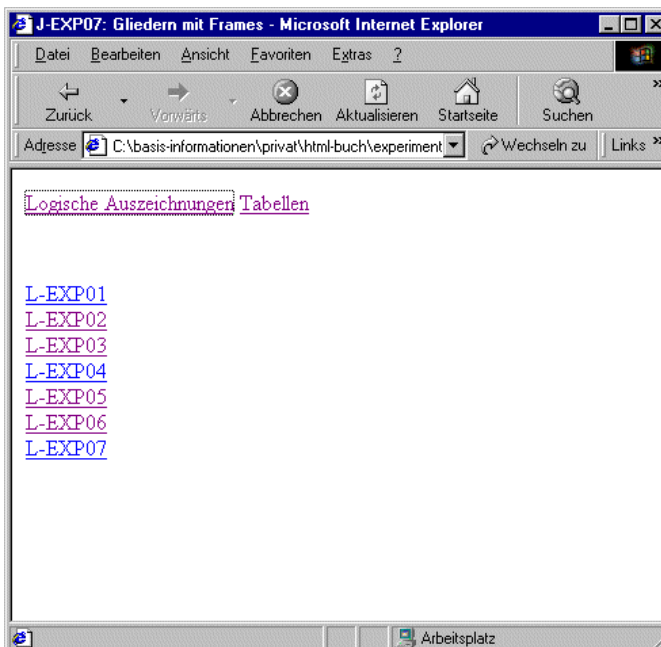 J-EXP07: Gliedern mit Frames - Microsoft Internet Explorer
Datei Bearbeiten Ansicht Favoriten Extras ?
Zurück Vorwärts Abbrechen Aktualisieren Startseite Suchen »
Adresse C:\basis-informationen\privat\html-buch\experiment Wechseln zu Links »
Logische Auszeichnungen Tabellen
L-EXP01
L-EXP02
L-EXP03
L-EXP04
L-EXP05
L-EXP06
L-EXP07
Arbeitsplatz